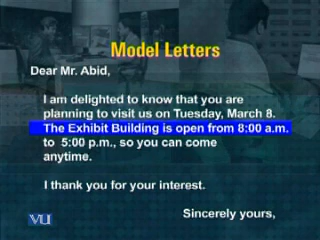 Model Letters
Dear Mr. Abid,
I am delighted to know that you are
planning to visit us on Tuesday, March 8.
The Exhibit Building is open from 8:00 a.m.
to 5:00 p.m., so you can come
anytime.
I thank you for your interest.
Sincerely yours,
VU